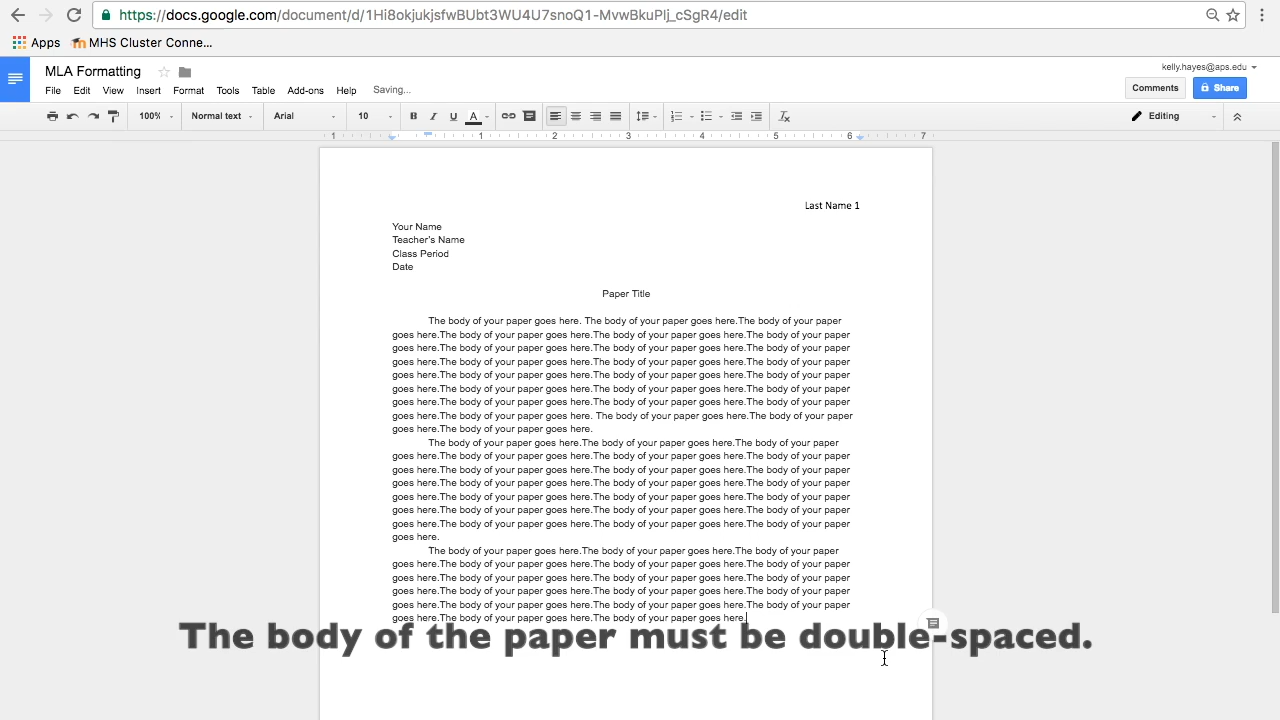 https://docs.google.com/document/d/1Hi8okjukjsfwBUbt3WU4U7snoQ1-MvwBkuPlj_cSgR4/edit
Apps MHS Cluster Conne...
MLA Formatting
kelly.hayes@aps.edu
File Edit View Insert Format Tools Table Add-ons Help Saving...
Comments Share
100% Normal text Arial 10 B I U A Editing
1 1 2 3 4 5 6 7
Last Name 1
Your Name
Teacher's Name
Class Period
Date
Paper Title
The body of your paper goes here. The body of your paper goes here.The body of your paper
goes here.The body of your paper goes here.The body of your paper goes here.The body of your paper
goes here.The body of your paper goes here.The body of your paper goes here.The body of your paper
goes here.The body of your paper goes here.The body of your paper goes here.The body of your paper
goes here.The body of your paper goes here.The body of your paper goes here.The body of your paper
goes here.The body of your paper goes here.The body of your paper goes here.The body of your paper
goes here.The body of your paper goes here.The body of your paper goes here.The body of your paper
goes here.The body of your paper goes here. The body of your paper goes here.The body of your paper
goes here.The body of your paper goes here.
The body of your paper goes here.The body of your paper goes here.The body of your paper
goes here.The body of your paper goes here.The body of your paper goes here.The body of your paper
goes here.The body of your paper goes here.The body of your paper goes here.The body of your paper
goes here.The body of your paper goes here.The body of your paper goes here.The body of your paper
goes here.The body of your paper goes here.The body of your paper goes here.The body of your paper
goes here.The body of your paper goes here.The body of your paper goes here.The body of your paper
goes here.The body of your paper goes here.The body of your paper goes here.The body of your paper
goes here.
The body of your paper goes here.The body of your paper goes here.The body of your paper
goes here.The body of your paper goes here.The body of your paper goes here.The body of your paper
goes here.The body of your paper goes here.The body of your paper goes here.The body of your paper
goes here.The body of your paper goes here.The body of your paper goes here.The body of your paper
goes here.The body of your paper goes here.The body of your paper goes here.The body of your paper
goes here.The body of your paper goes here.The body of your paper goes here.
The body of the paper must be double-spaced.